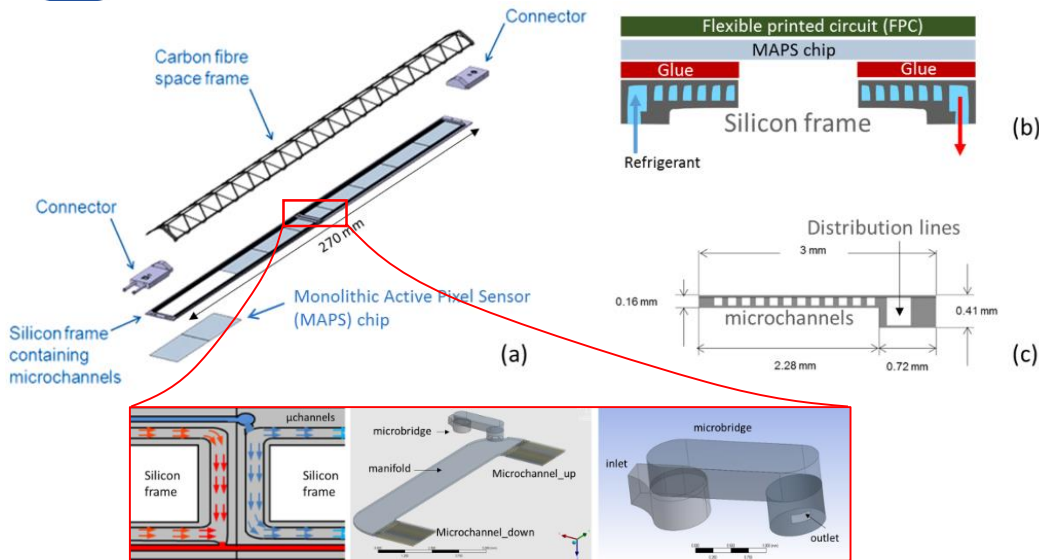 Connector
Carbon fibre
space frame
Connector
270 mm
Monolithic Active Pixel Sensor
(MAPS) chip
Silicon frame
containing
microchannels
(a)
Flexible printed circuit (FPC)
MAPS chip
Glue
Glue
Silicon frame
(b)
Refrigerant
Distribution lines
3 mm
0.16 mm
microchannels
0.41 mm
(c)
2.28 mm
0.72 mm
µchannels
Silicon
frame
Silicon
frame
microbridge
manifold
Microchannel_up
Microchannel_down
microbridge
inlet
outlet